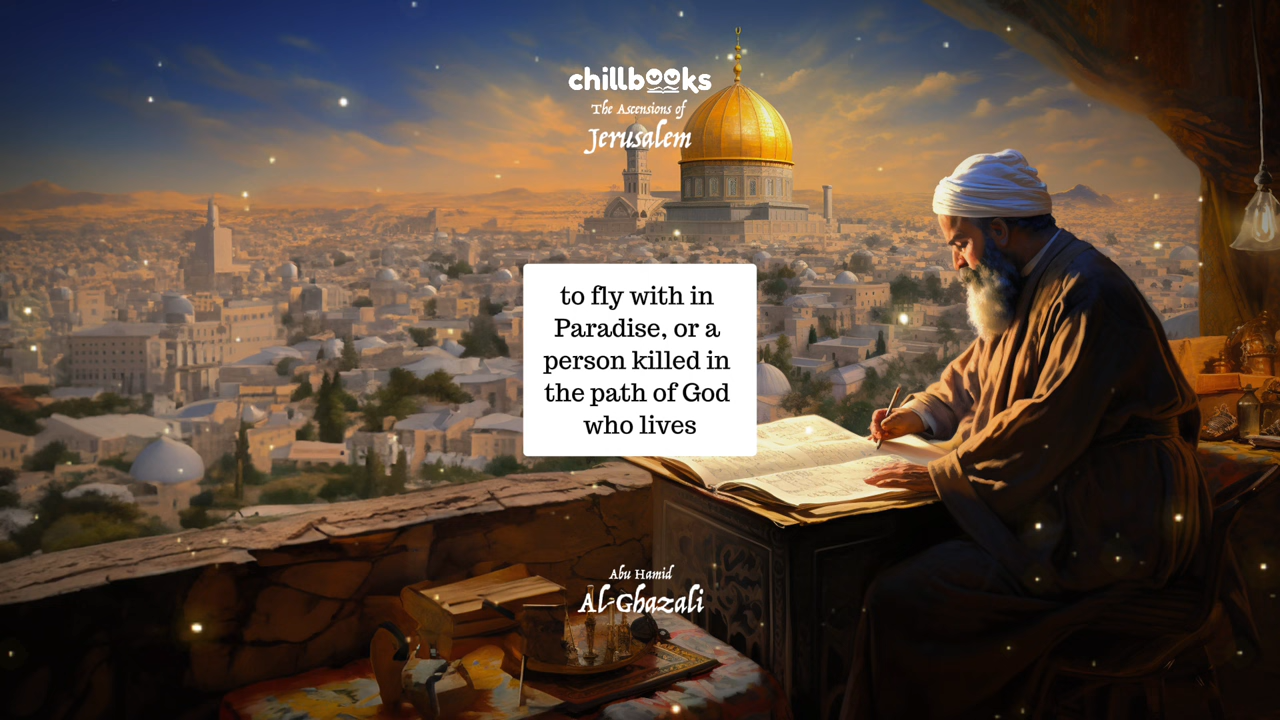 chillbooks
The Ascensions of
Jerusalem
to fly with in
Paradise, or a
person killed in
the path of God
who lives
Abu Hamid
Al-Ghazali